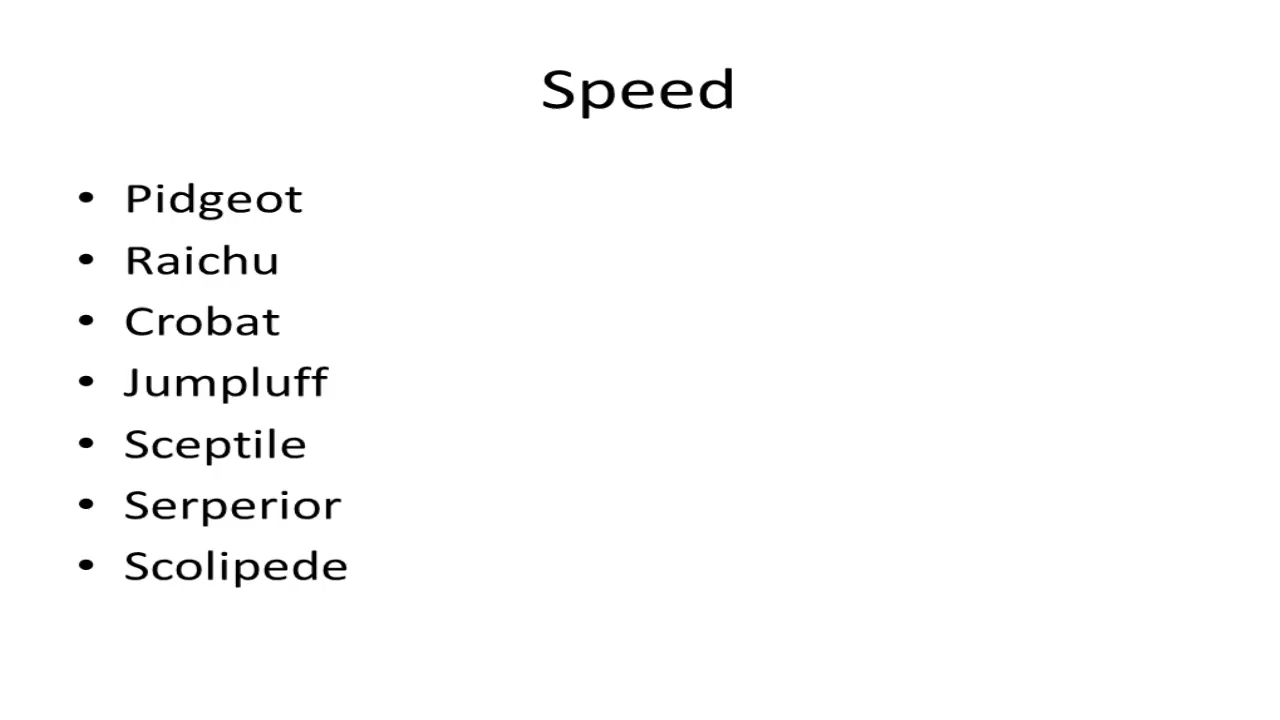 Speed
• Pidgeot
• Raichu
• Crobat
• Jumpluff
• Sceptile
• Serperior
• Scolipede